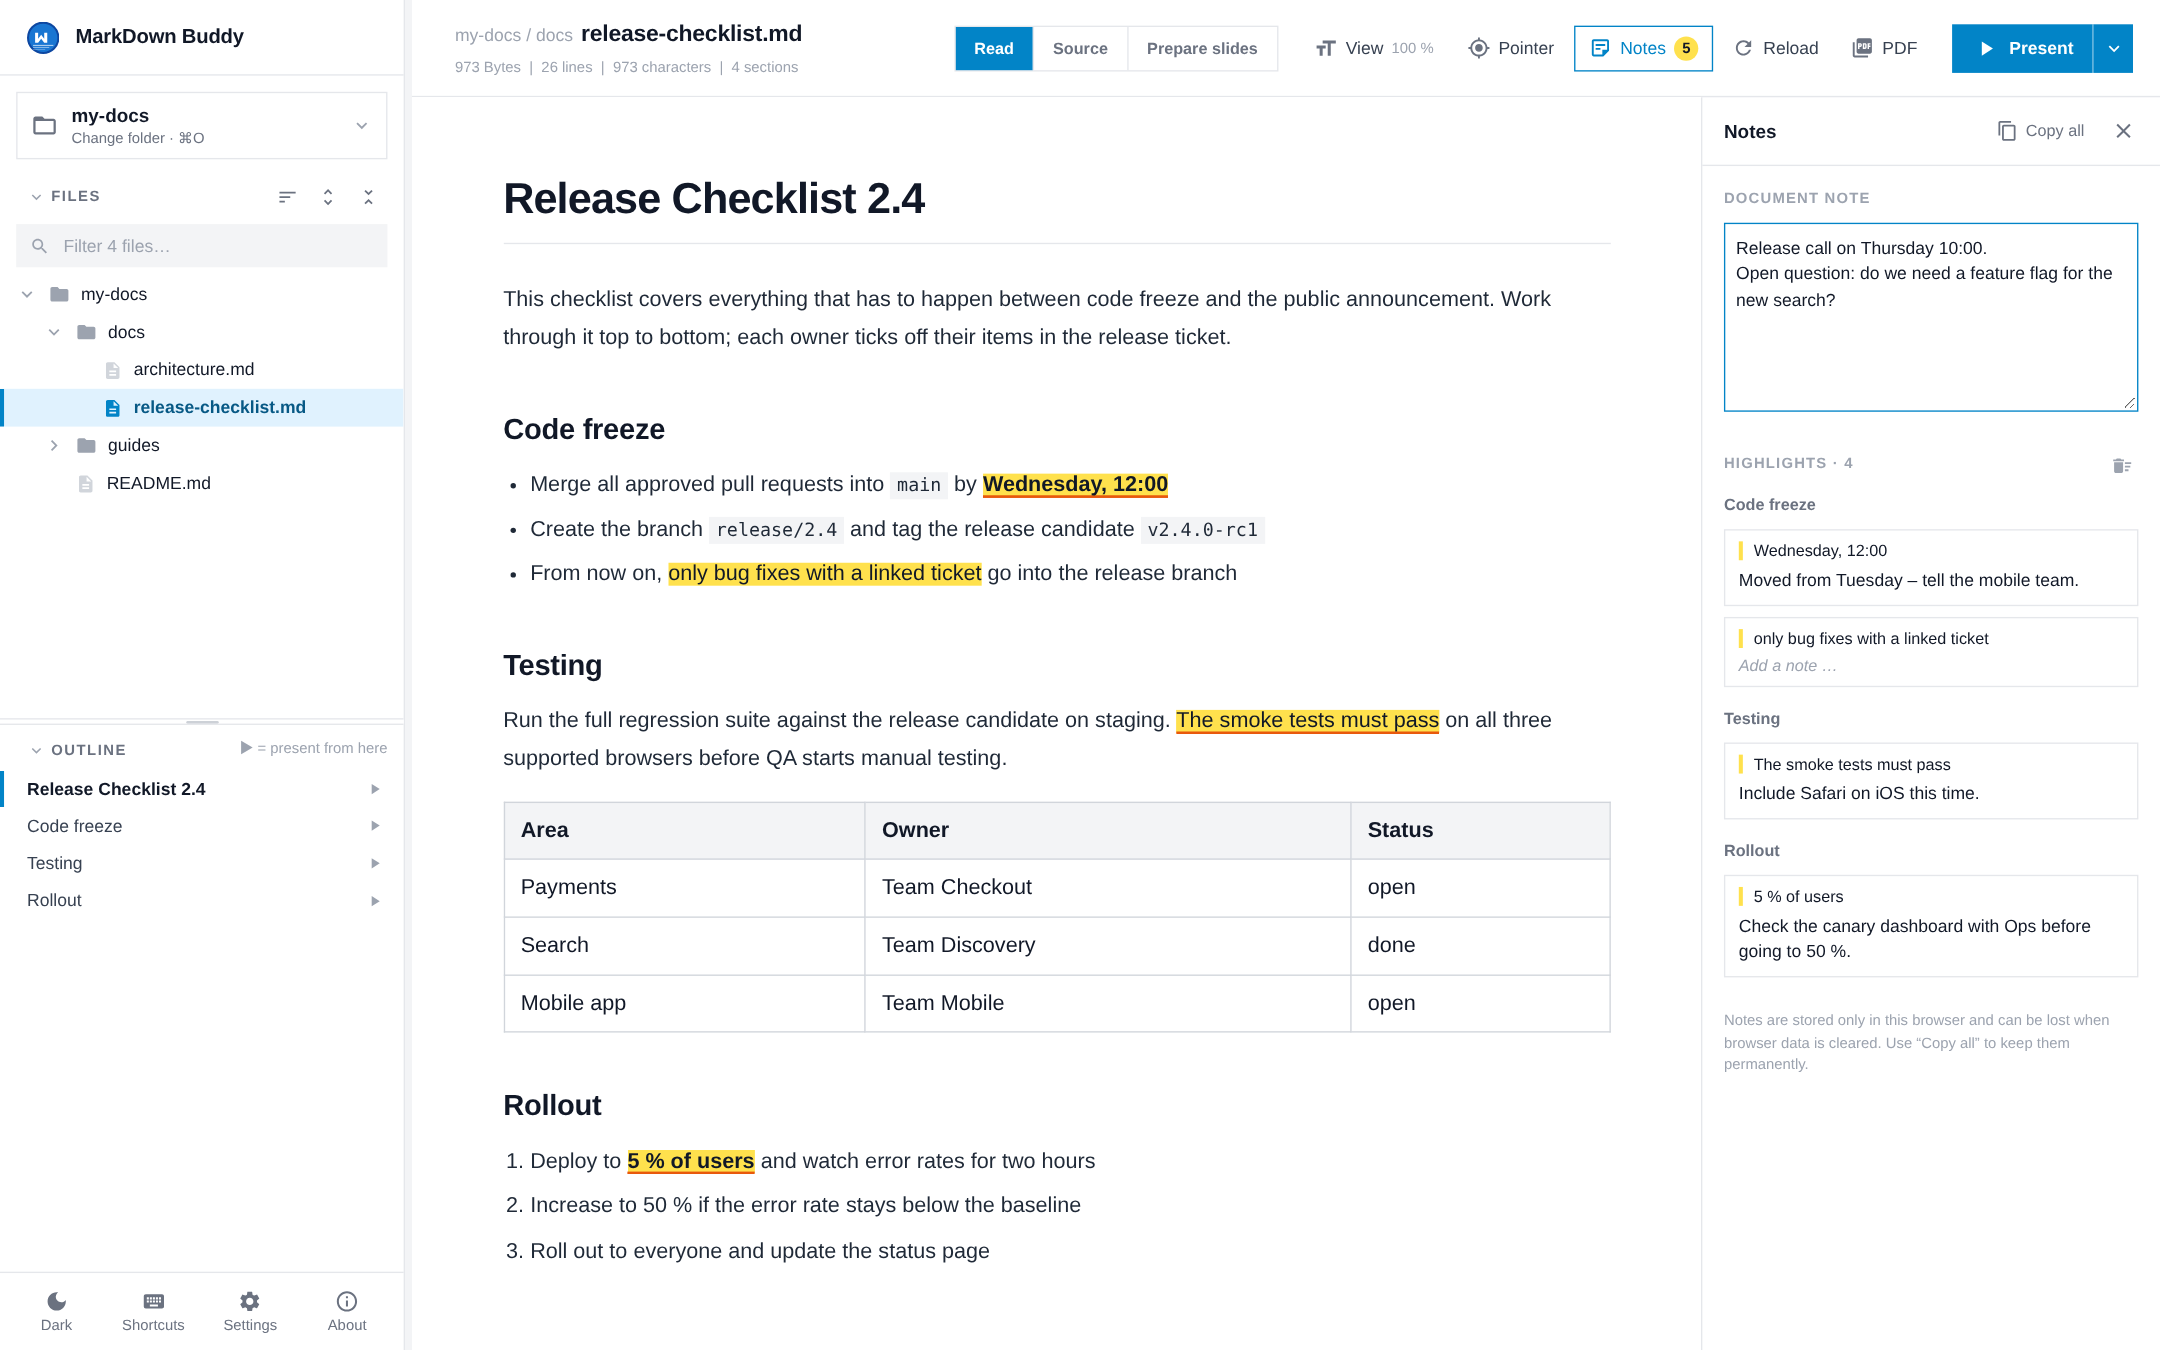 MarkDown Buddy
my-docs
Change folder · ⌘O
FILES
Filter 4 files…
my-docs
docs
architecture.md
release-checklist.md
guides
README.md
OUTLINE
= present from here
Release Checklist 2.4
Code freeze
Testing
Rollout
Dark
Shortcuts
Settings
About
my-docs / docs release-checklist.md
973 Bytes | 26 lines | 973 characters | 4 sections
Read
Source
Prepare slides
View 100 %
Pointer
Notes 5
Reload
PDF
Present
Release Checklist 2.4
This checklist covers everything that has to happen between code freeze and the public announcement. Work
through it top to bottom; each owner ticks off their items in the release ticket.
Code freeze
• Merge all approved pull requests into main by Wednesday, 12:00
• Create the branch release/2.4 and tag the release candidate v2.4.0-rc1
• From now on, only bug fixes with a linked ticket go into the release branch
Testing
Run the full regression suite against the release candidate on staging. The smoke tests must pass on all three
supported browsers before QA starts manual testing.
Area Owner Status
Payments Team Checkout open
Search Team Discovery done
Mobile app Team Mobile open
Rollout
1. Deploy to 5 % of users and watch error rates for two hours
2. Increase to 50 % if the error rate stays below the baseline
3. Roll out to everyone and update the status page
Notes
Copy all
DOCUMENT NOTE
Release call on Thursday 10:00.
Open question: do we need a feature flag for the
new search?
HIGHLIGHTS · 4
Code freeze
Wednesday, 12:00
Moved from Tuesday – tell the mobile team.
only bug fixes with a linked ticket
Add a note …
Testing
The smoke tests must pass
Include Safari on iOS this time.
Rollout
5 % of users
Check the canary dashboard with Ops before
going to 50 %.
Notes are stored only in this browser and can be lost when
browser data is cleared. Use “Copy all” to keep them
permanently.